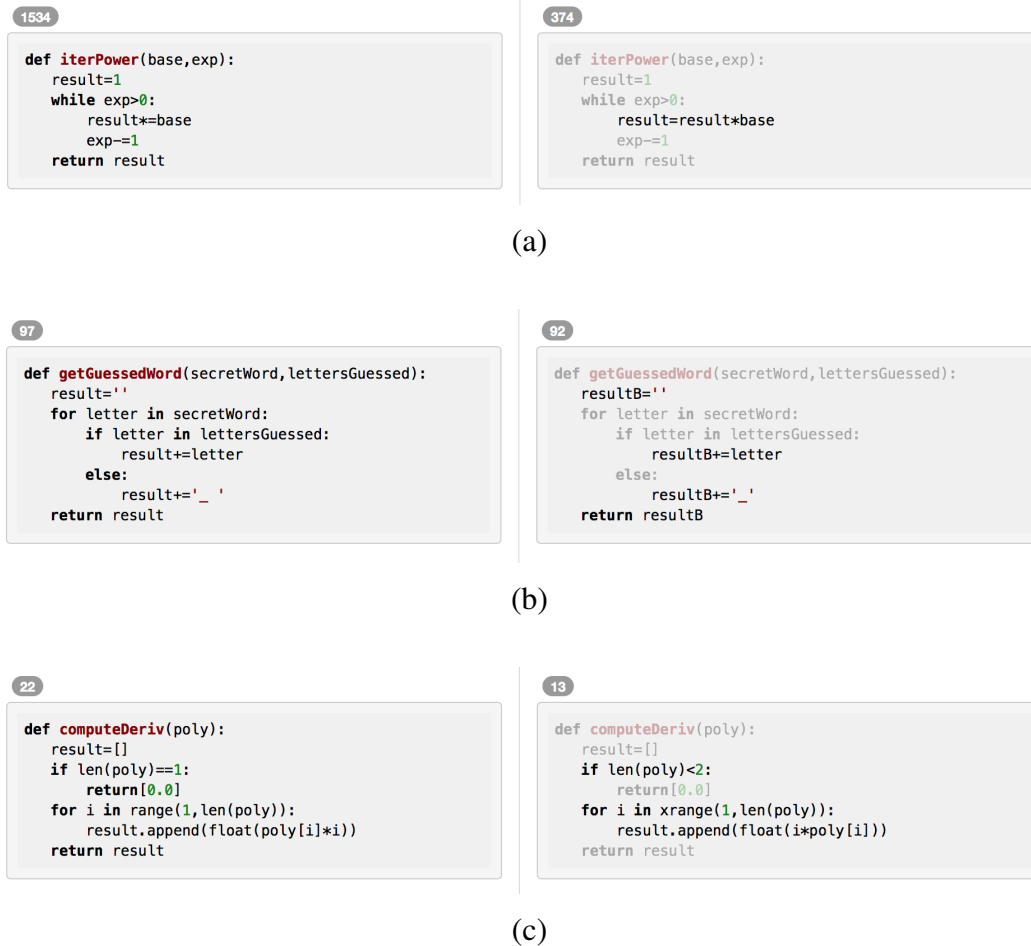 1534
def iterPower(base,exp):
    result=1
    while exp>0:
        result*=base
        exp-=1
    return result
374
def iterPower(base,exp):
    result=1
    while exp>0:
        result=result*base
        exp-=1
    return result
(a)
97
def getGuessedWord(secretWord,lettersGuessed):
    result=''
    for letter in secretWord:
        if letter in lettersGuessed:
            result+=letter
        else:
            result+='_ '
    return result
92
def getGuessedWord(secretWord,lettersGuessed):
    resultB=''
    for letter in secretWord:
        if letter in lettersGuessed:
            resultB+=letter
        else:
            resultB+='_'
    return resultB
(b)
22
def computeDeriv(poly):
    result=[]
    if len(poly)==1:
        return[0.0]
    for i in range(1,len(poly)):
        result.append(float(poly[i]*i))
    return result
13
def computeDeriv(poly):
    result=[]
    if len(poly)<2:
        return[0.0]
    for i in xrange(1,len(poly)):
        result.append(float(i*poly[i]))
    return result
(c)